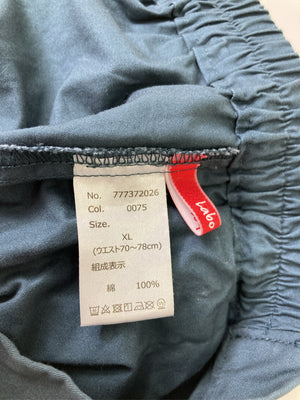 No. 777372026
Col. 0075
Size.
XL
(ウエスト70～78cm)
組成表示
綿 100%
Labo